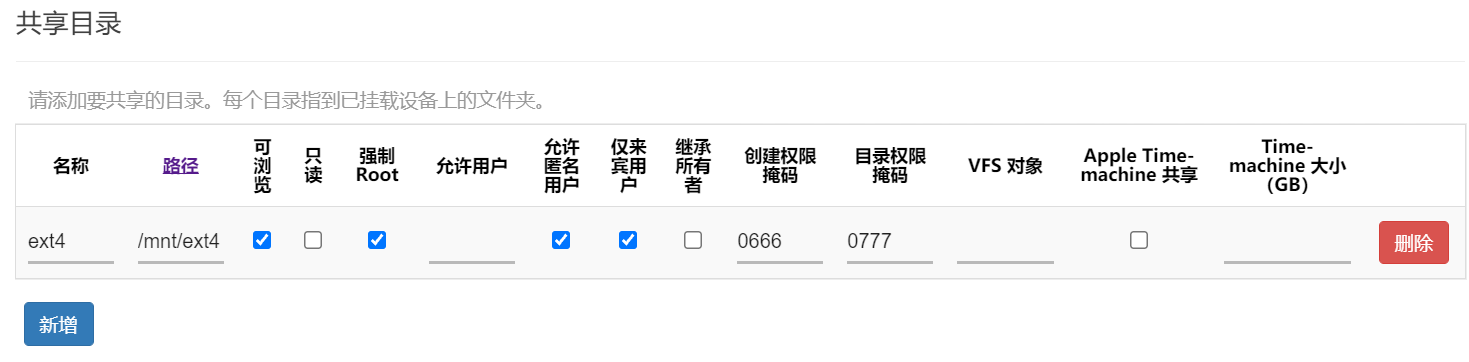 共享目录
请添加要共享的目录。每个目录指到已挂载设备上的文件夹。
名称 路径 可浏览 只读 强制 Root 允许用户 允许匿名用户 仅来宾用户 继承所有者 创建权限掩码 目录权限掩码 VFS 对象 Apple Time-machine 共享 Time-machine 大小（GB）
ext4 /mnt/ext4 0666 0777 删除
新增